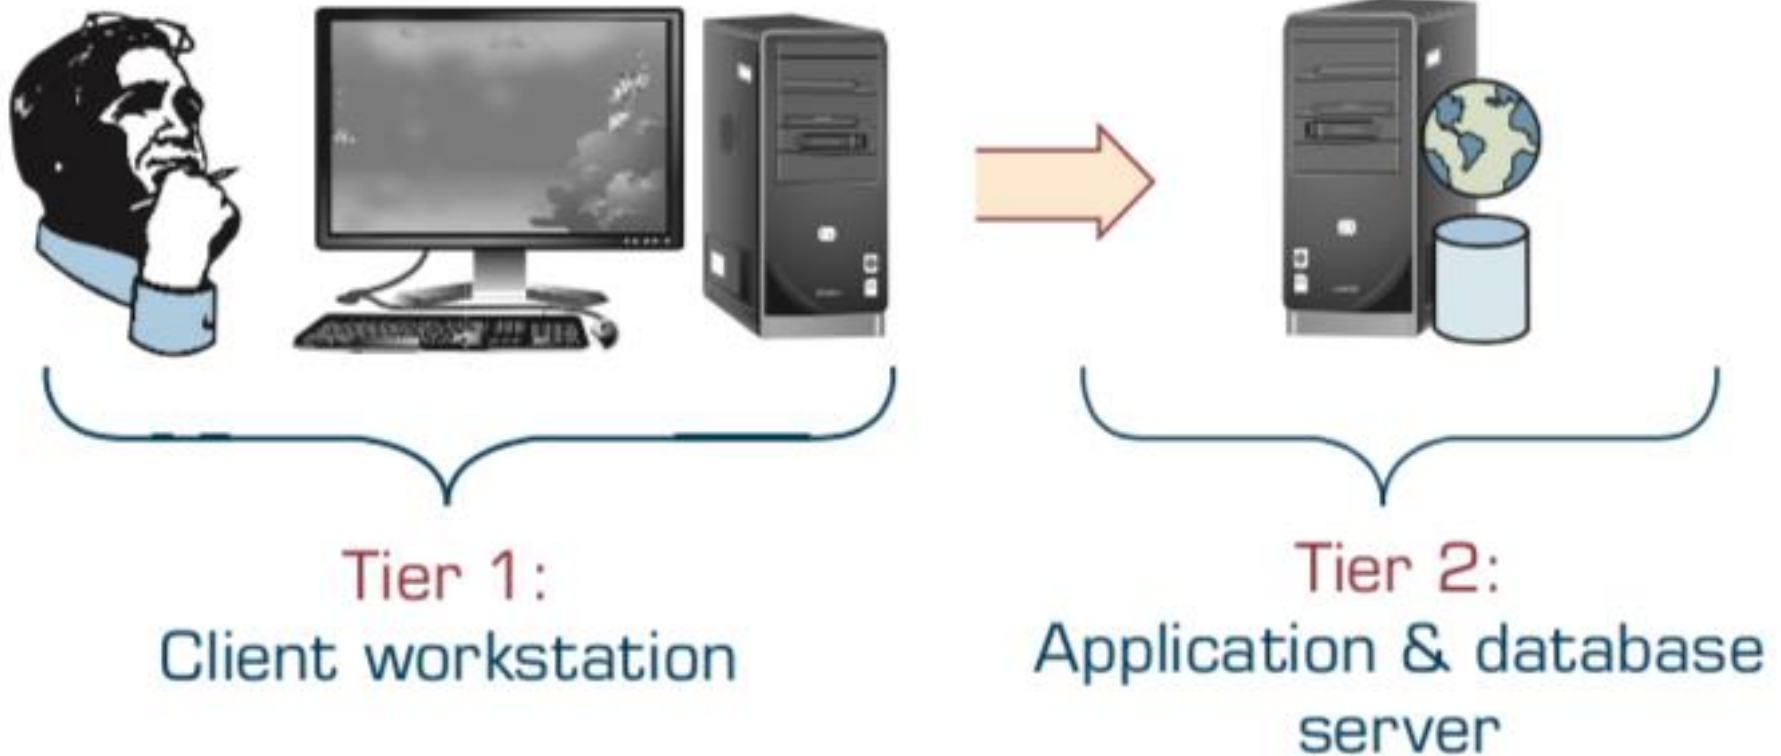 Tier 1:
Client workstation
Tier 2:
Application & database
server